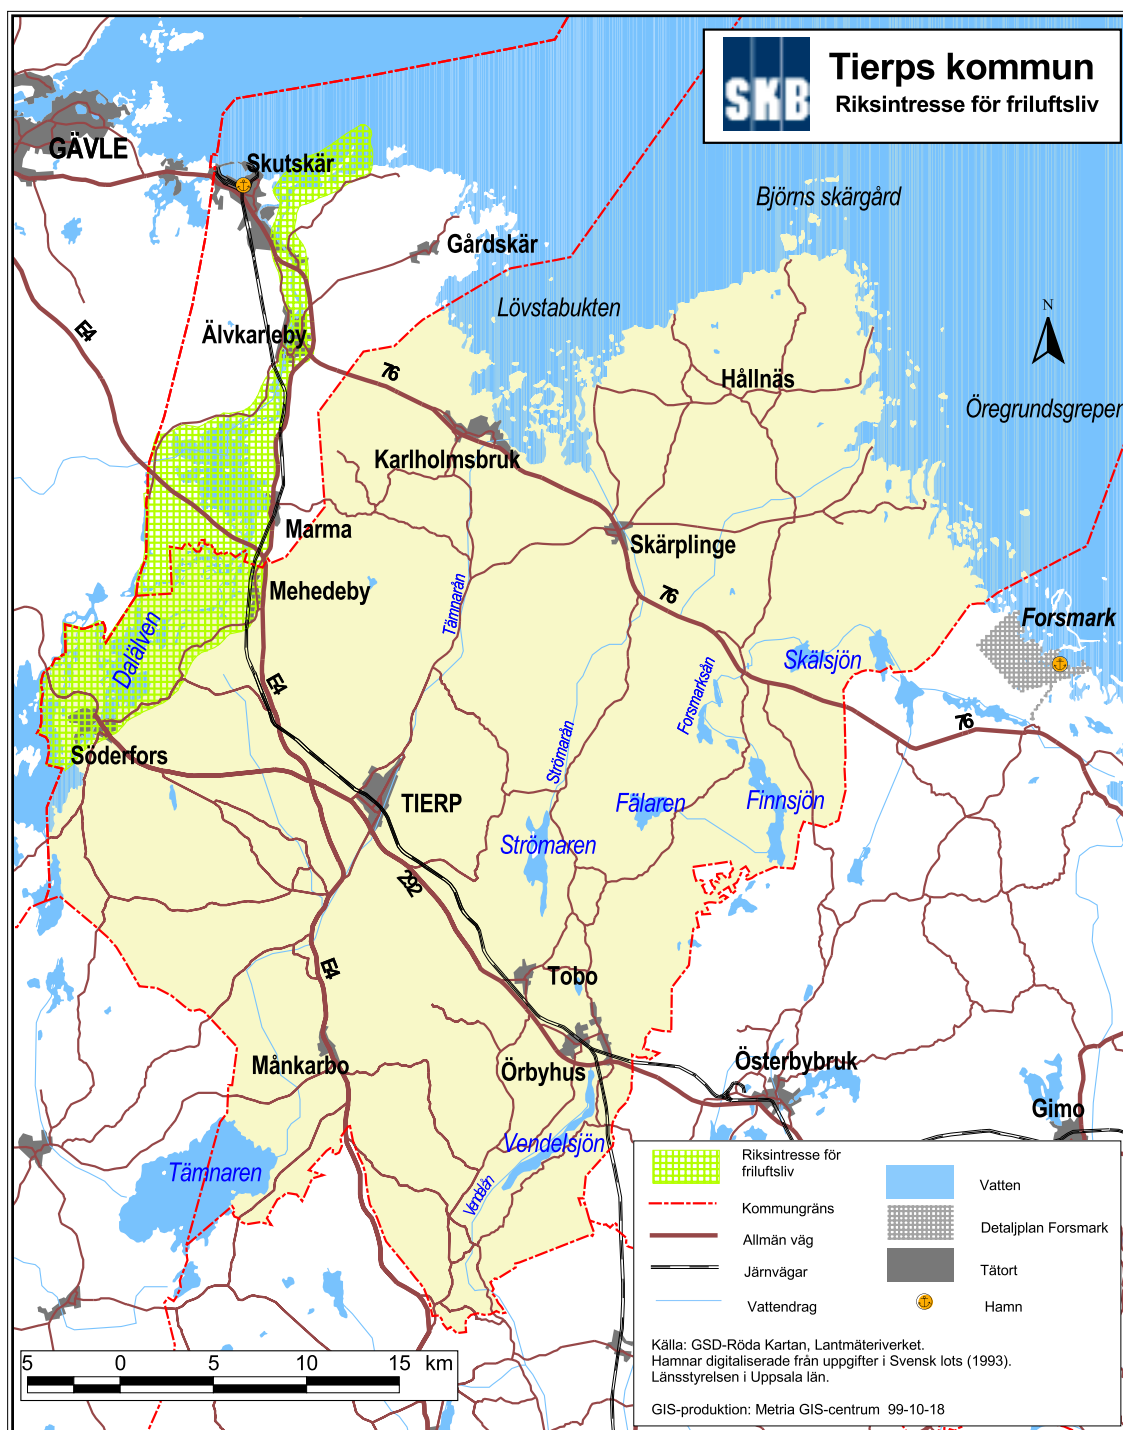 SKB
Tierps kommun
Riksintresse för friluftsliv
GÄVLE
Skutskär
Björns skärgård
Gårdskär
Lövstabukten
N
E4
Älvkarleby
76
Hållnäs
Öregrundsgrepen
Karlholmsbruk
Marma
Skärplinge
Mehedeby
Tämnarån
76
Forsmark
Dalälven
Skälsjön
E4
Forsmarksån
76
Söderfors
Strömarån
TIERP
Fälaren
Finnsjön
Strömaren
292
E4
Tobo
Månkarbo
Örbyhus
Österbybruk
Gimo
Tämnaren
Vendelsjön
Vendelån
Riksintresse för
friluftsliv
Kommungräns
Allmän väg
Järnvägar
Vattendrag
Vatten
Detaljplan Forsmark
Tätort
Hamn
Källa: GSD-Röda Kartan, Lantmäteriverket.
Hamnar digitaliserade från uppgifter i Svensk lots (1993).
Länsstyrelsen i Uppsala län.
GIS-produktion: Metria GIS-centrum 99-10-18
5 0 5 10 15 km